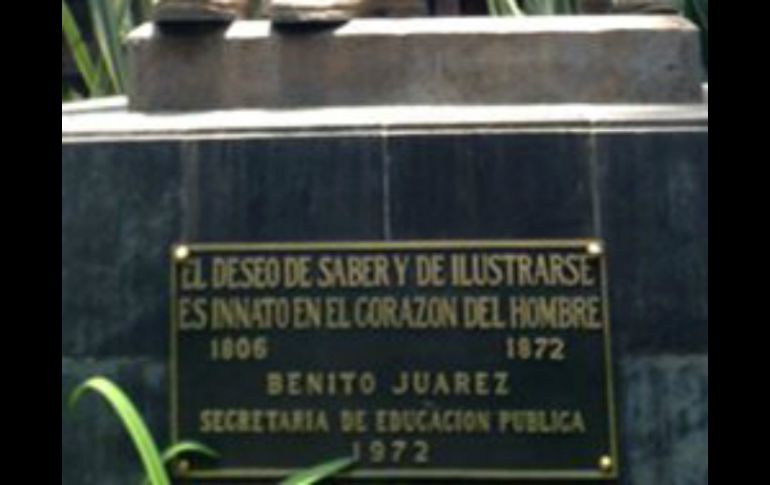 EL DESEO DE SABER Y DE ILUSTRARSE
ES INNATO EN EL CORAZON DEL HOMBRE
1806 1872
BENITO JUAREZ
SECRETARIA DE EDUCACION PUBLICA
1972